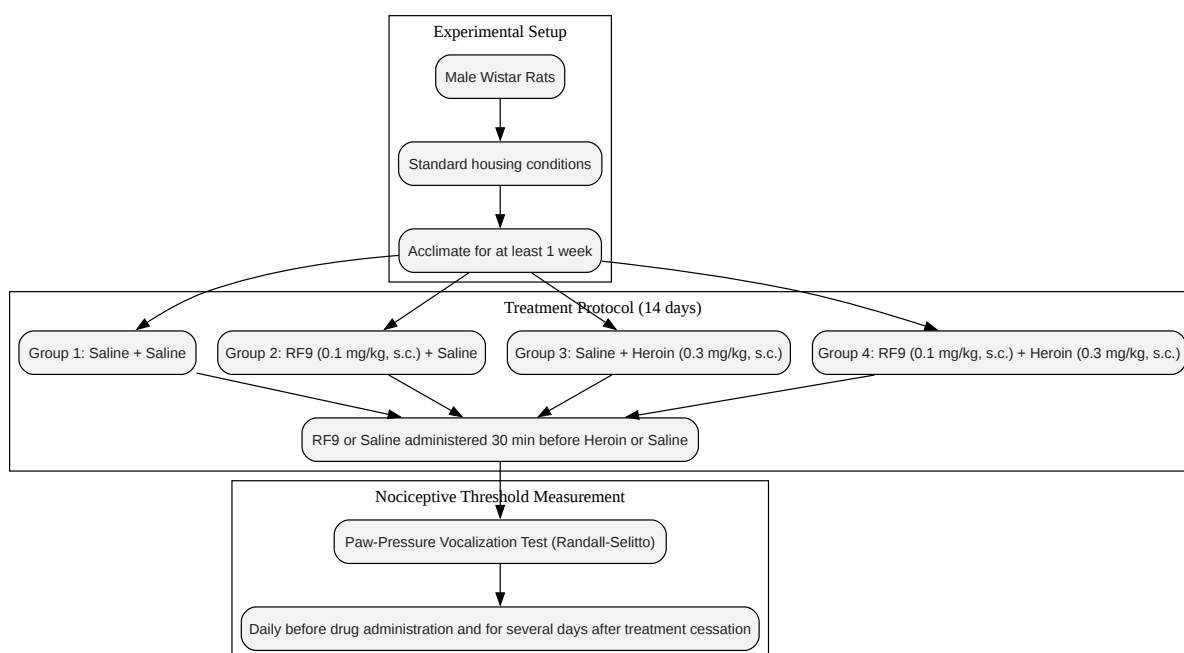 Experimental Setup
Male Wistar Rats
Standard housing conditions
Acclimate for at least 1 week
Treatment Protocol (14 days)
Group 1: Saline + Saline
Group 2: RF9 (0.1 mg/kg, s.c.) + Saline
Group 3: Saline + Heroin (0.3 mg/kg, s.c.)
Group 4: RF9 (0.1 mg/kg, s.c.) + Heroin (0.3 mg/kg, s.c.)
RF9 or Saline administered 30 min before Heroin or Saline
Nociceptive Threshold Measurement
Paw-Pressure Vocalization Test (Randall-Selitto)
Daily before drug administration and for several days after treatment cessation